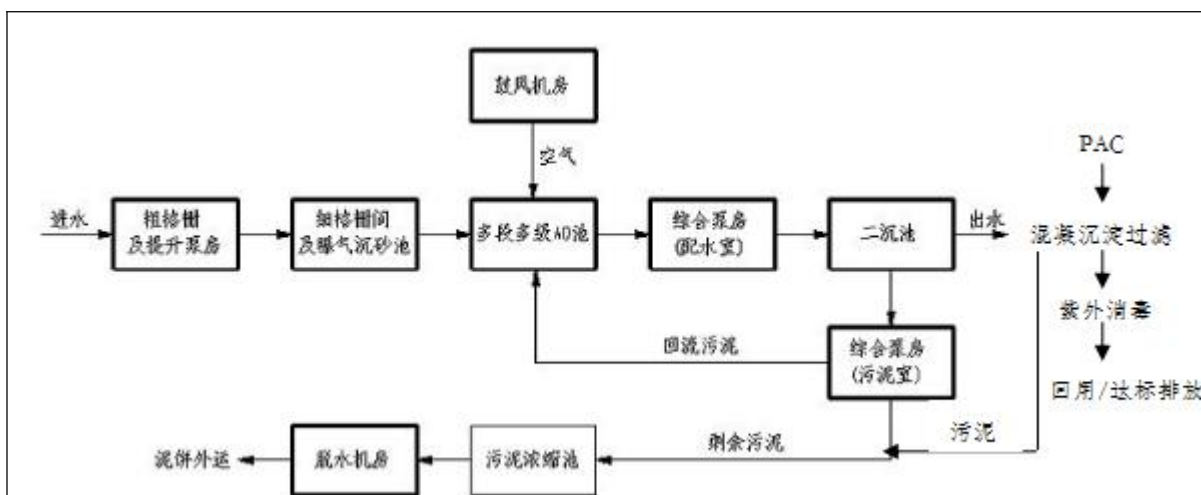 鼓风机房
空气
PAC
进水
粗格栅
及提升泵房
细格栅间
及曝气沉砂池
多段多级AO池
综合泵房
(配水室)
二沉池
出水
混凝沉淀过滤
紫外消毒
回流污泥
综合泵房
(污泥室)
回用/达标排放
污泥
剩余污泥
泥饼外运
脱水机房
污泥浓缩池